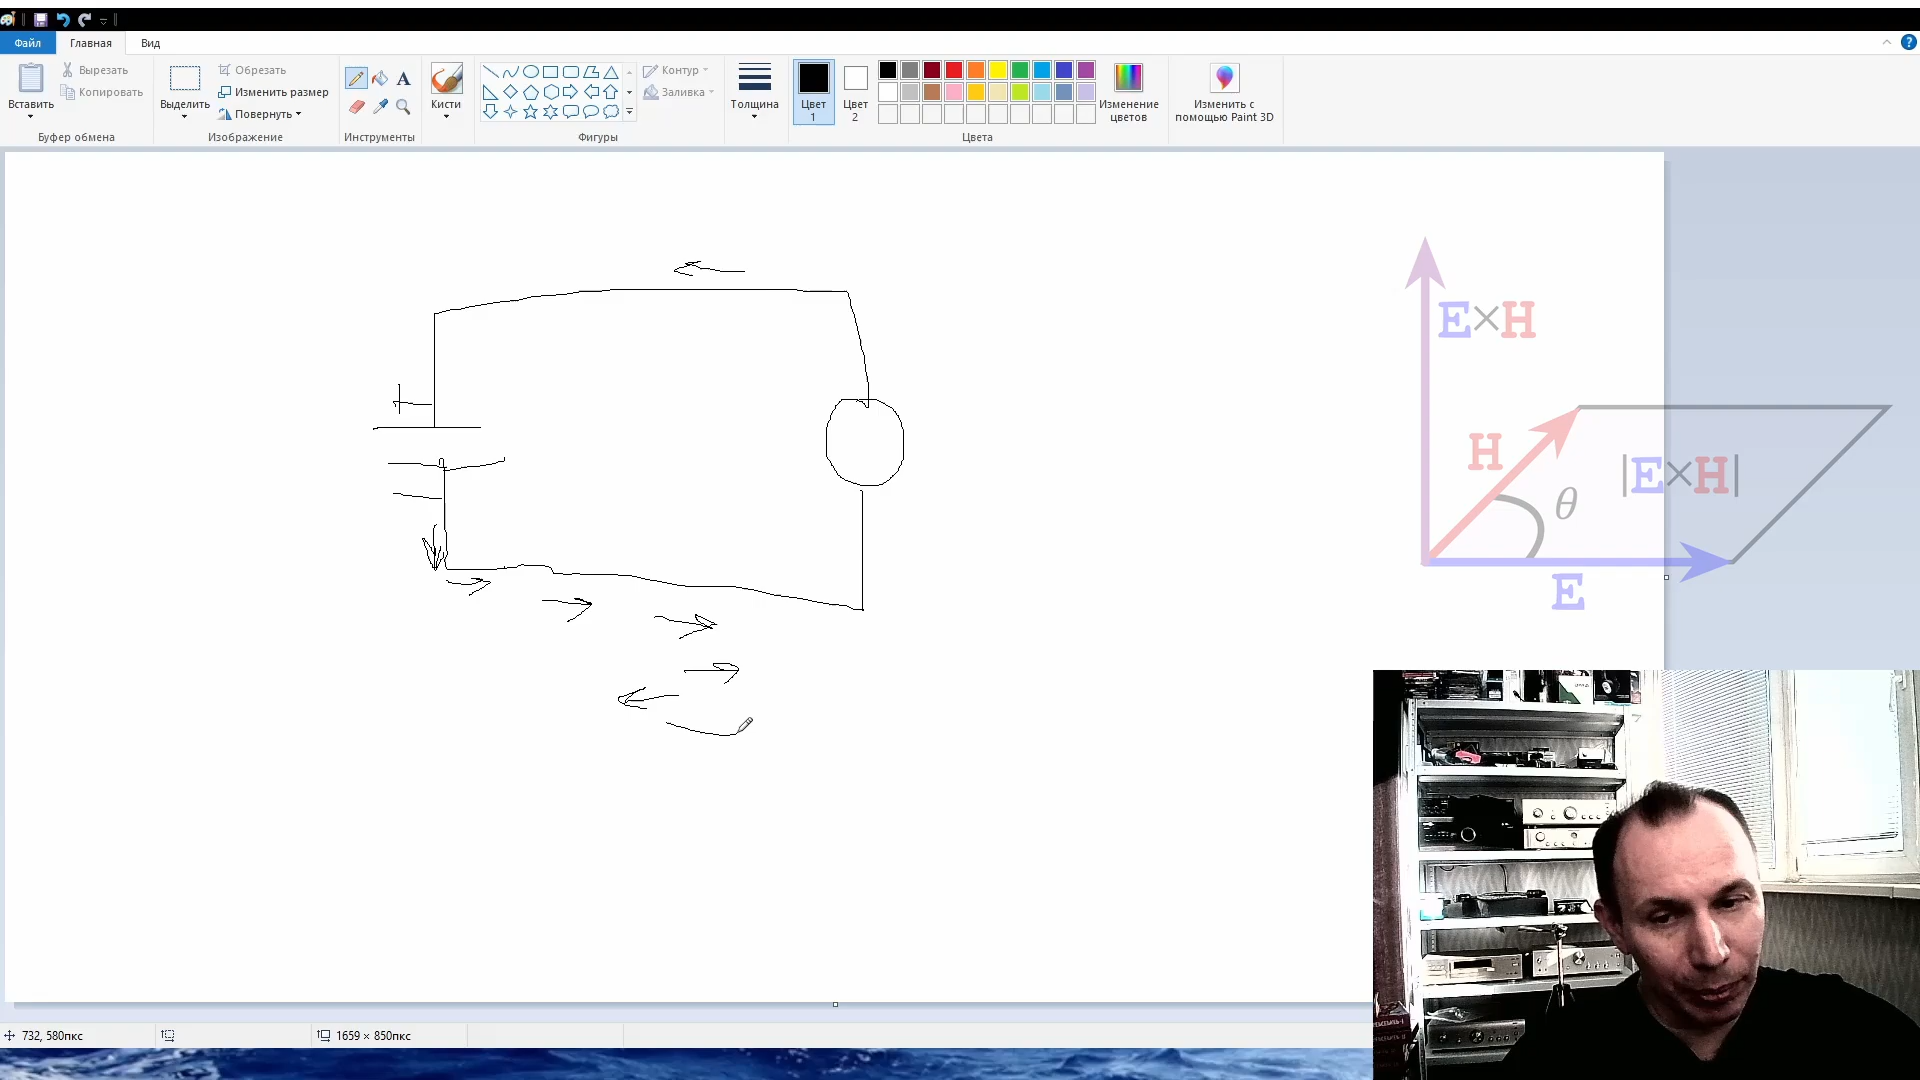 Файл Главная Вид
Вставить
Вырезать
Копировать
Буфер обмена
Выделить
Обрезать
Изменить размер
Повернуть
Изображение
A
Инструменты
Кисти
Контур
Заливка
Фигуры
Толщина
Цвет 1
Цвет 2
Изменение цветов
Цвета
Изменить с помощью Paint 3D
?
+
E×H
H
|E×H|
θ
E
732, 580пкс
1659 × 850пкс